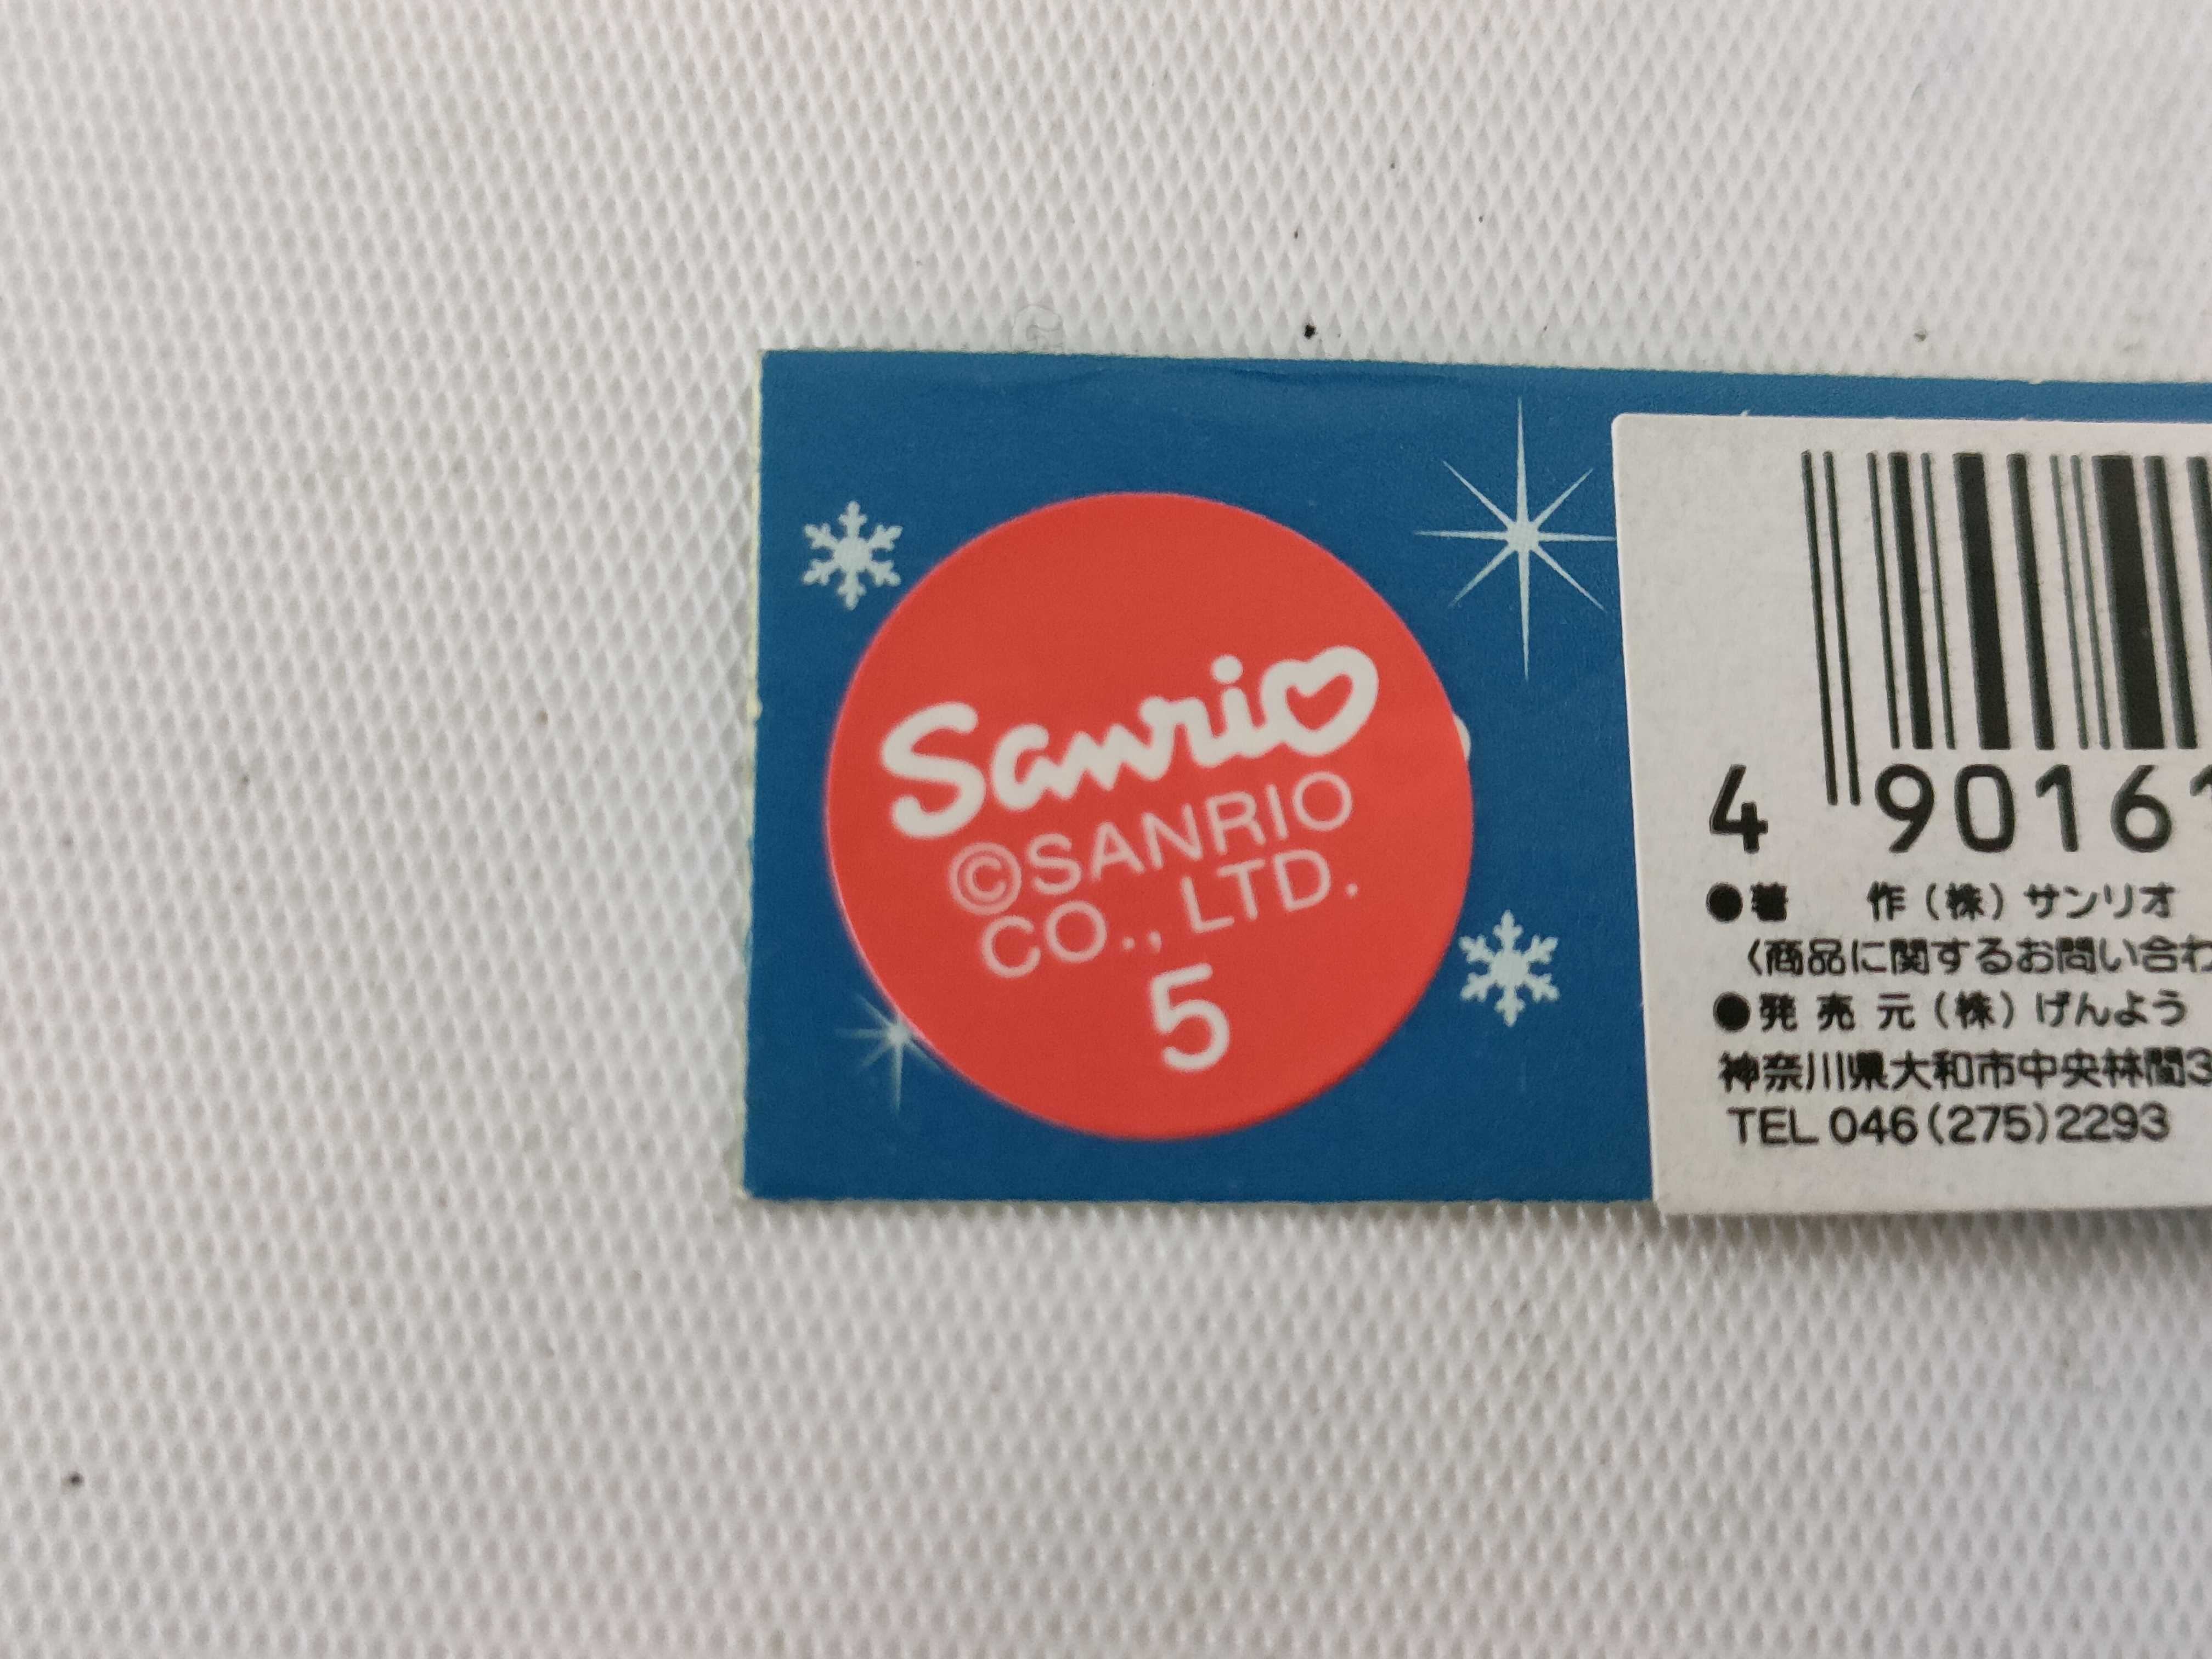 Sanrio
©SANRIO
CO., LTD.
5
4 90161
●著 作（株）サンリオ
〈商品に関するお問い合わ
●発売元（株）げんよう
神奈川県大和市中央林間3
TEL 046(275)2293